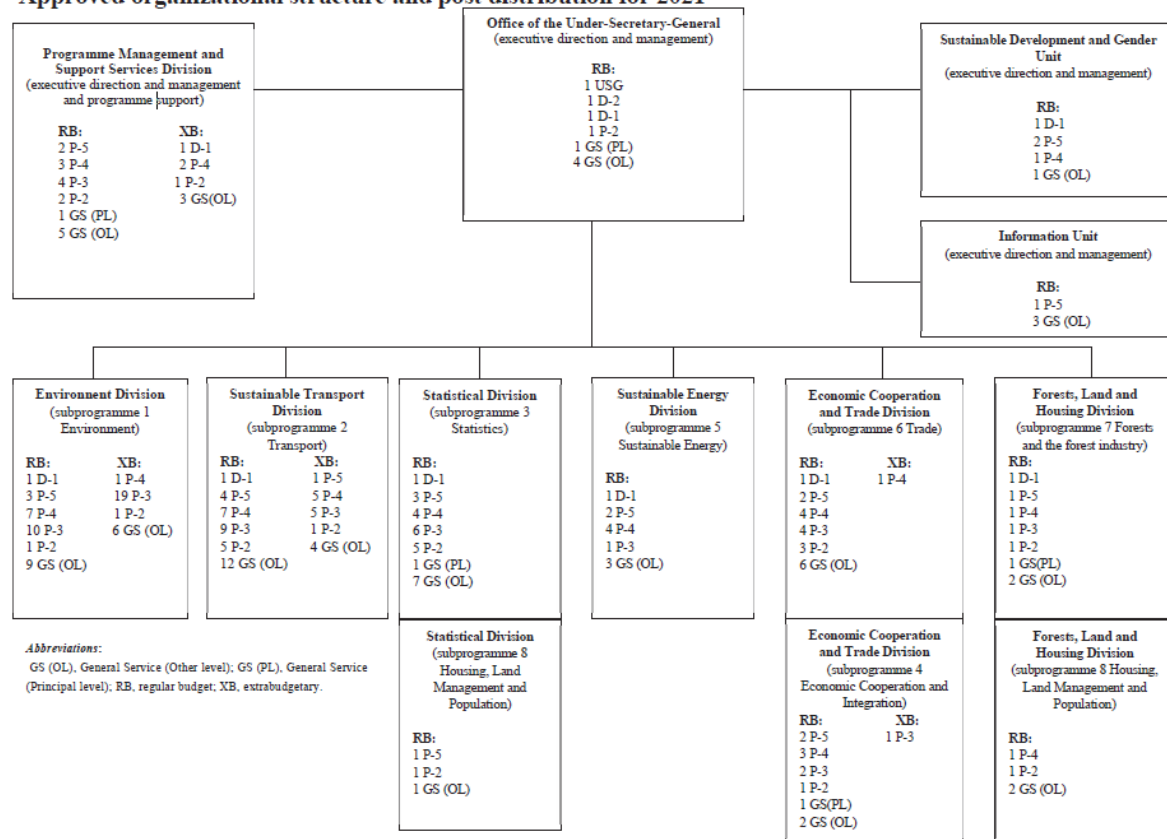 Approved organizational structure and post distribution for 2021
Programme Management and
Support Services Division
(executive direction and management
and programme support)
RB: XB:
2 P-5 1 D-1
3 P-4 2 P-4
4 P-3 1 P-2
2 P-2 3 GS(OL)
1 GS (PL)
5 GS (OL)
Office of the Under-Secretary-General
(executive direction and management)
RB:
1 USG
1 D-2
1 D-1
1 P-2
1 GS (PL)
4 GS (OL)
Sustainable Development and Gender
Unit
(executive direction and management)
RB:
1 D-1
2 P-5
1 P-4
1 GS (OL)
Information Unit
(executive direction and management)
RB:
1 P-5
3 GS (OL)
Environment Division
(subprogramme 1
Environment)
RB: XB:
1 D-1 1 P-4
3 P-5 19 P-3
7 P-4 1 P-2
10 P-3 6 GS (OL)
1 P-2
9 GS (OL)
Sustainable Transport
Division
(subprogramme 2
Transport)
RB: XB:
1 D-1 1 P-5
4 P-5 5 P-4
7 P-4 5 P-3
9 P-3 1 P-2
5 P-2 4 GS (OL)
12 GS (OL)
Statistical Division
(subprogramme 3
Statistics)
RB:
1 D-1
3 P-5
4 P-4
6 P-3
5 P-2
1 GS (PL)
7 GS (OL)
Sustainable Energy
Division
(subprogramme 5
Sustainable Energy)
RB:
1 D-1
2 P-5
4 P-4
1 P-3
3 GS (OL)
Economic Cooperation
and Trade Division
(subprogramme 6 Trade)
RB: XB:
1 D-1 1 P-4
2 P-5
4 P-4
4 P-3
3 P-2
6 GS (OL)
Forests, Land and
Housing Division
(subprogramme 7 Forests
and the forest industry)
RB:
1 D-1
1 P-5
1 P-4
1 P-3
1 P-2
1 GS(PL)
2 GS (OL)
Abbreviations:
GS (OL), General Service (Other level); GS (PL), General Service
(Principal level); RB, regular budget; XB, extrabudgetary.
Statistical Division
(subprogramme 8
Housing, Land
Management and
Population)
RB:
1 P-5
1 P-2
1 GS (OL)
Economic Cooperation
and Trade Division
(subprogramme 4
Economic Cooperation and
Integration)
RB: XB:
2 P-5 1 P-3
3 P-4
2 P-3
1 P-2
1 GS(PL)
2 GS (OL)
Forests, Land and
Housing Division
(subprogramme 8 Housing,
Land Management and
Population)
RB:
1 P-4
1 P-2
2 GS (OL)